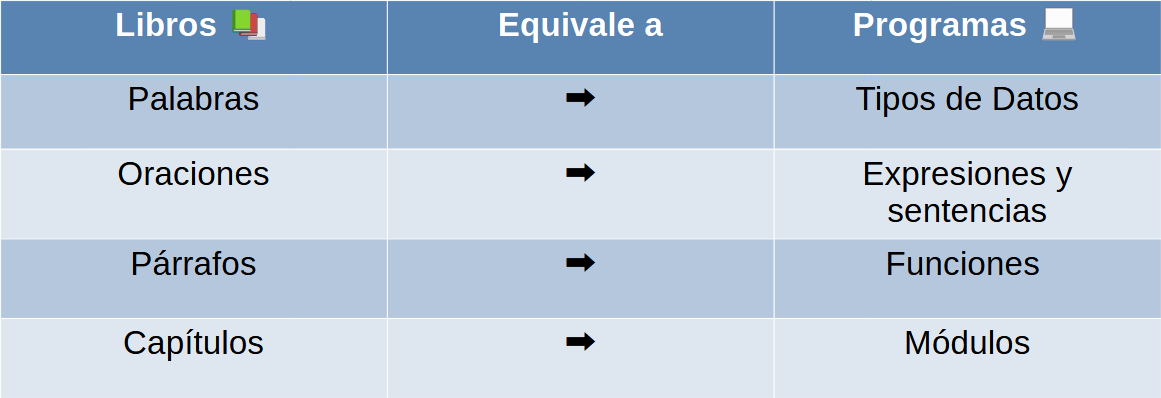 Libros 📚 Equivale a Programas 💻
Palabras ➡ Tipos de Datos
Oraciones ➡ Expresiones y
sentencias
Párrafos ➡ Funciones
Capítulos ➡ Módulos